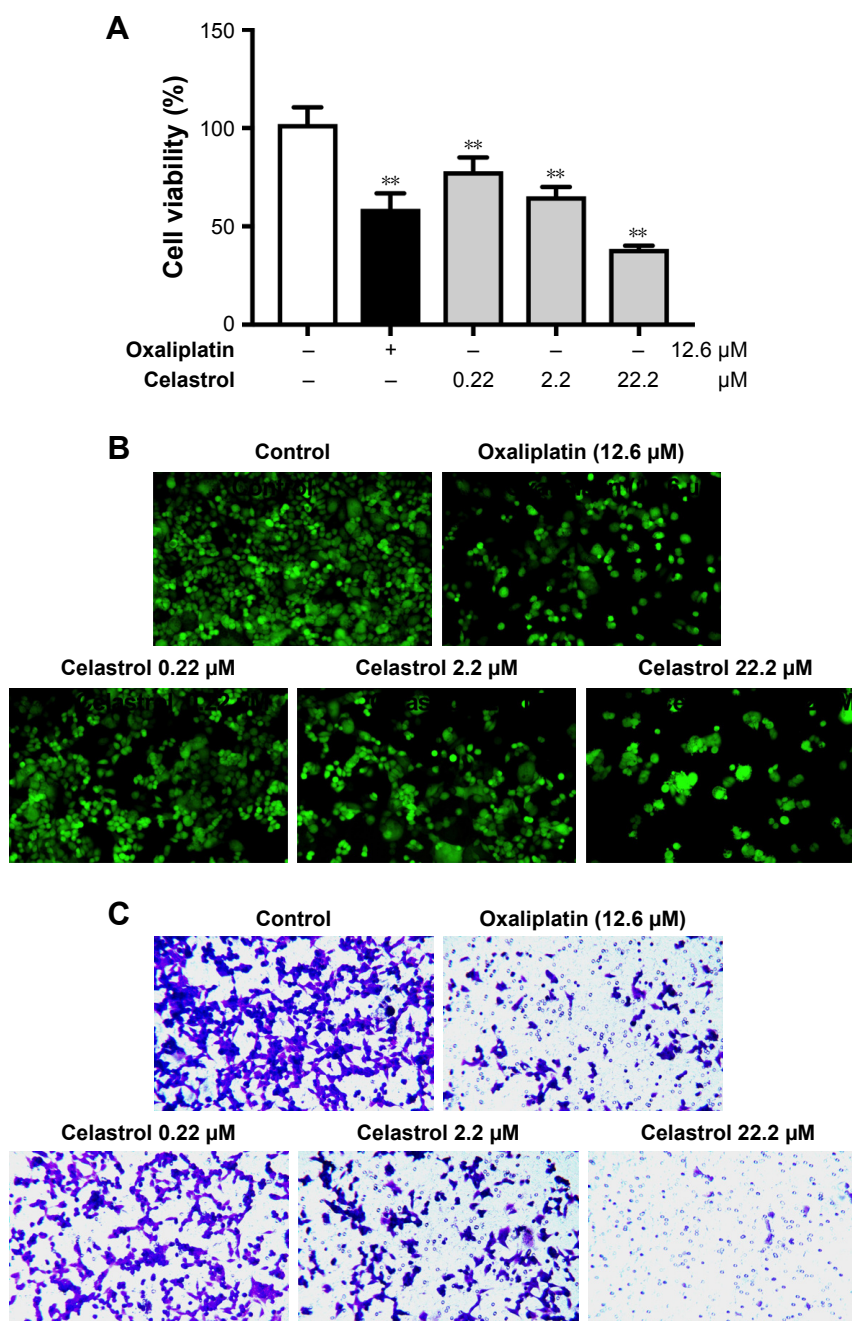 A
Cell viability (%)
150
100
50
0
**
**
**
**
Oxaliplatin – + – – – 12.6 µM
Celastrol – – 0.22 2.2 22.2 µM
B
Control Oxaliplatin (12.6 µM)
Control
Celastrol 0.22 µM Celastrol 2.2 µM Celastrol 22.2 µM
C
Control Oxaliplatin (12.6 µM)
Celastrol 0.22 µM Celastrol 2.2 µM Celastrol 22.2 µM